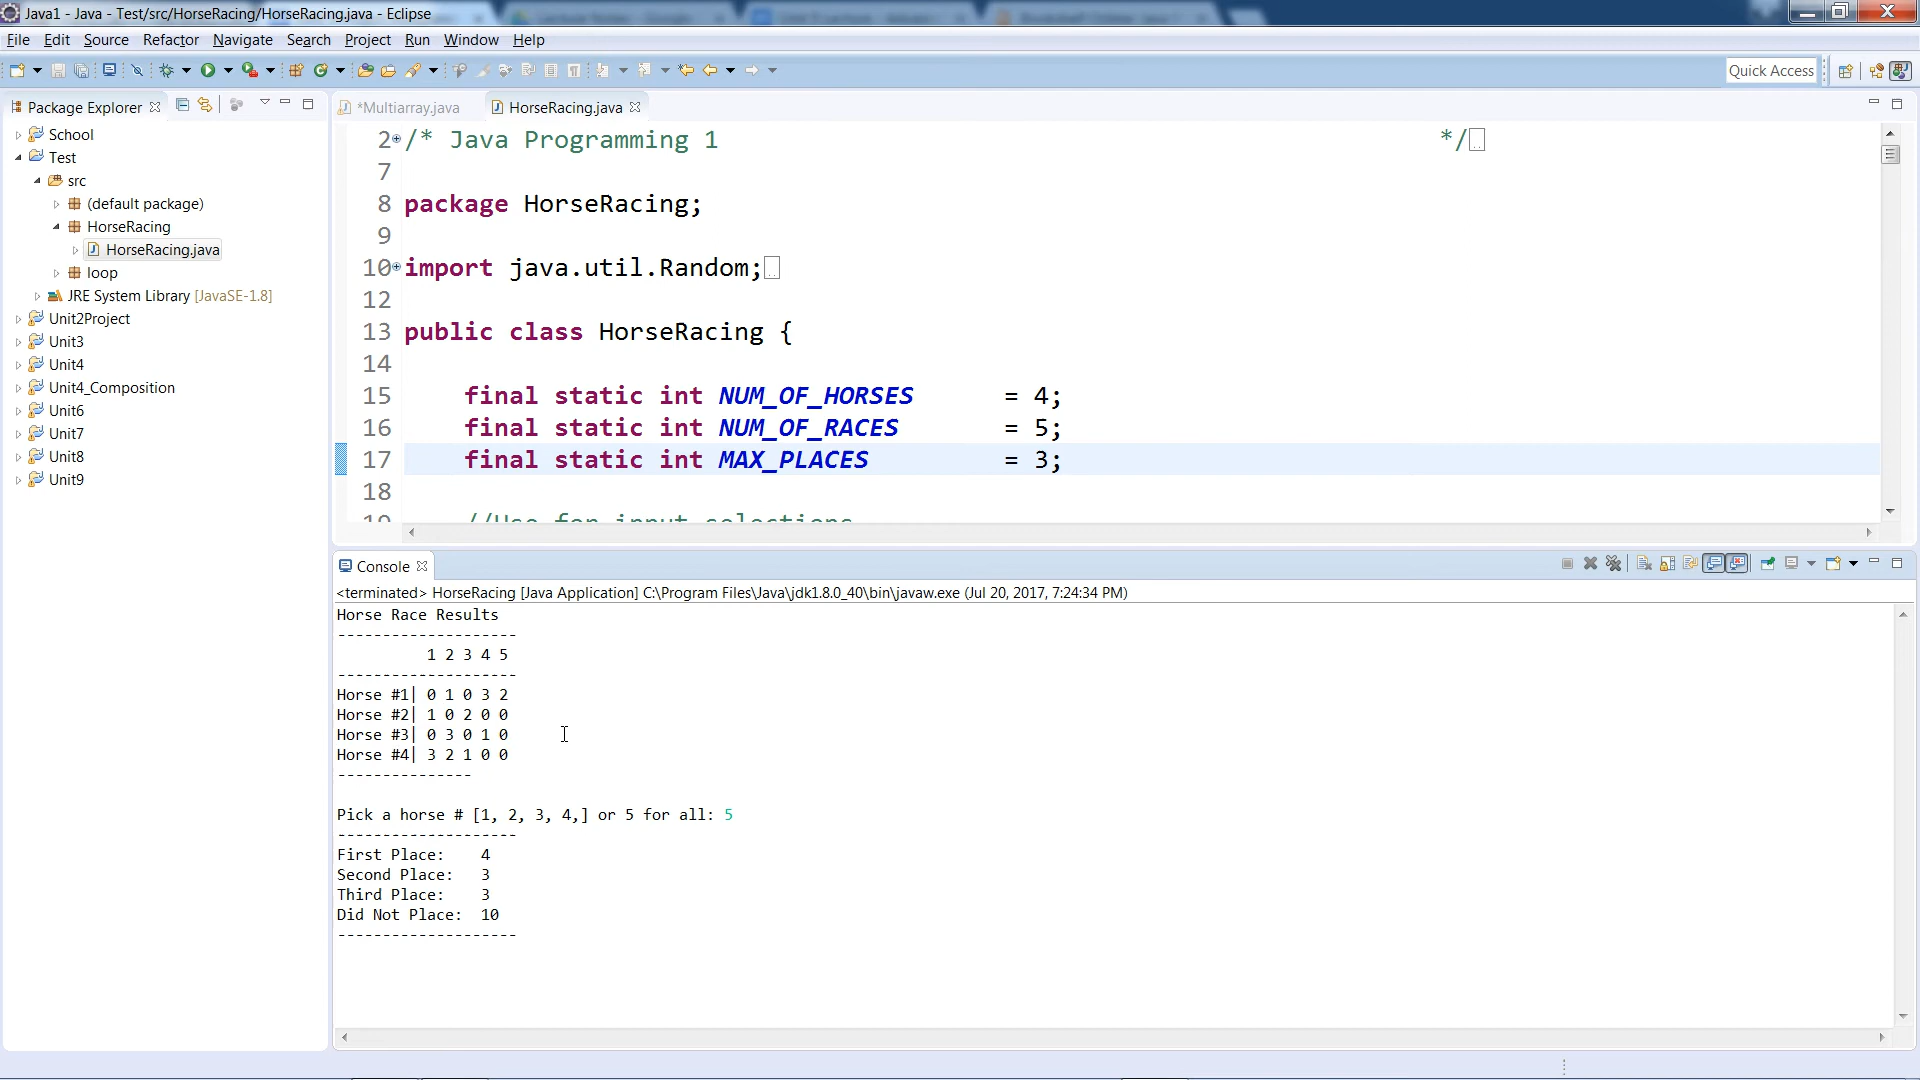 Java1 - Java - Test/src/HorseRacing/HorseRacing.java - Eclipse
File Edit Source Refactor Navigate Search Project Run Window Help
Quick Access
Package Explorer
School
Test
src
(default package)
HorseRacing
HorseRacing.java
loop
JRE System Library [JavaSE-1.8]
Unit2Project
Unit3
Unit4
Unit4_Composition
Unit6
Unit7
Unit8
Unit9
*Multiarray.java HorseRacing.java
2 /* Java Programming 1 */
7
8 package HorseRacing;
9
10 import java.util.Random;
12
13 public class HorseRacing {
14
15 final static int NUM_OF_HORSES = 4;
16 final static int NUM_OF_RACES = 5;
17 final static int MAX_PLACES = 3;
18
19 //Use for input selections
Console
<terminated> HorseRacing [Java Application] C:\Program Files\Java\jdk1.8.0_40\bin\javaw.exe (Jul 20, 2017, 7:24:34 PM)
Horse Race Results
--------------------
1 2 3 4 5
--------------------
Horse #1| 0 1 0 3 2
Horse #2| 1 0 2 0 0
Horse #3| 0 3 0 1 0
Horse #4| 3 2 1 0 0
---------------
Pick a horse # [1, 2, 3, 4,] or 5 for all: 5
--------------------
First Place: 4
Second Place: 3
Third Place: 3
Did Not Place: 10
--------------------